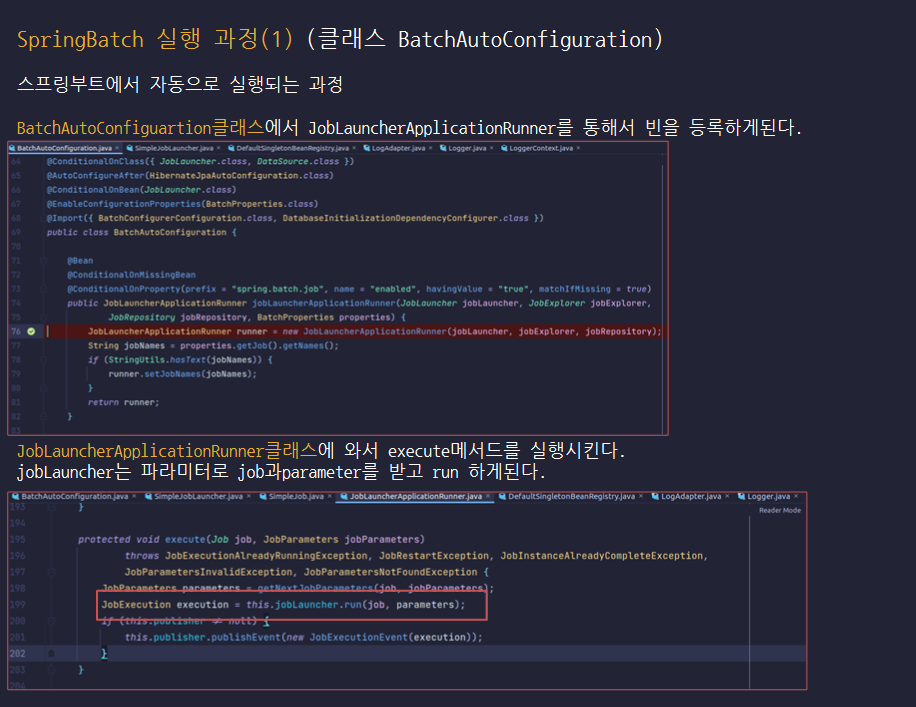 SpringBatch 실행 과정(1) (클래스 BatchAutoConfiguration)
스프링부트에서 자동으로 실행되는 과정
BatchAutoConfiguartion클래스에서 JobLauncherApplicationRunner를 통해서 빈을 등록하게된다.
BatchAutoConfiguration.java × SimpleJobLauncher.java × DefaultSingletonBeanRegistry.java × LogAdapter.java × Logger.java × LoggerContext.java ×
64 @ConditionalOnClass({ JobLauncher.class, DataSource.class })
65 @AutoConfigureAfter(HibernateJpaAutoConfiguration.class)
66 @ConditionalOnBean(JobLauncher.class)
67 @EnableConfigurationProperties(BatchProperties.class)
68 @Import({ BatchConfigurerConfiguration.class, DatabaseInitializationDependencyConfigurer.class })
69 public class BatchAutoConfiguration {
70
71 @Bean
72 @ConditionalOnMissingBean
73 @ConditionalOnProperty(prefix = "spring.batch.job", name = "enabled", havingValue = "true", matchIfMissing = true)
74 public JobLauncherApplicationRunner jobLauncherApplicationRunner(JobLauncher jobLauncher, JobExplorer jobExplorer,
75 JobRepository jobRepository, BatchProperties properties) {
76 JobLauncherApplicationRunner runner = new JobLauncherApplicationRunner(jobLauncher, jobExplorer, jobRepository);
77 String jobNames = properties.getJob().getNames();
78 if (StringUtils.hasText(jobNames)) {
79 runner.setJobNames(jobNames);
80 }
81 return runner;
82 }
83
JobLauncherApplicationRunner클래스에 와서 execute메서드를 실행시킨다.
jobLauncher는 파라미터로 job과parameter를 받고 run 하게된다.
BatchAutoConfiguration.java × SimpleJobLauncher.java × SimpleJob.java × JobLauncherApplicationRunner.java × DefaultSingletonBeanRegistry.java × LogAdapter.java × Logger.java ×
193 }
Reader Mode
194
195 protected void execute(Job job, JobParameters jobParameters)
196 throws JobExecutionAlreadyRunningException, JobRestartException, JobInstanceAlreadyCompleteException,
197 JobParametersInvalidException, JobParametersNotFoundException {
198 JobParameters parameters = getNextJobParameters(job, jobParameters);
199 JobExecution execution = this.jobLauncher.run(job, parameters);
200 if (this.publisher ≠ null) {
201 this.publisher.publishEvent(new JobExecutionEvent(execution));
202 }
203 }
204